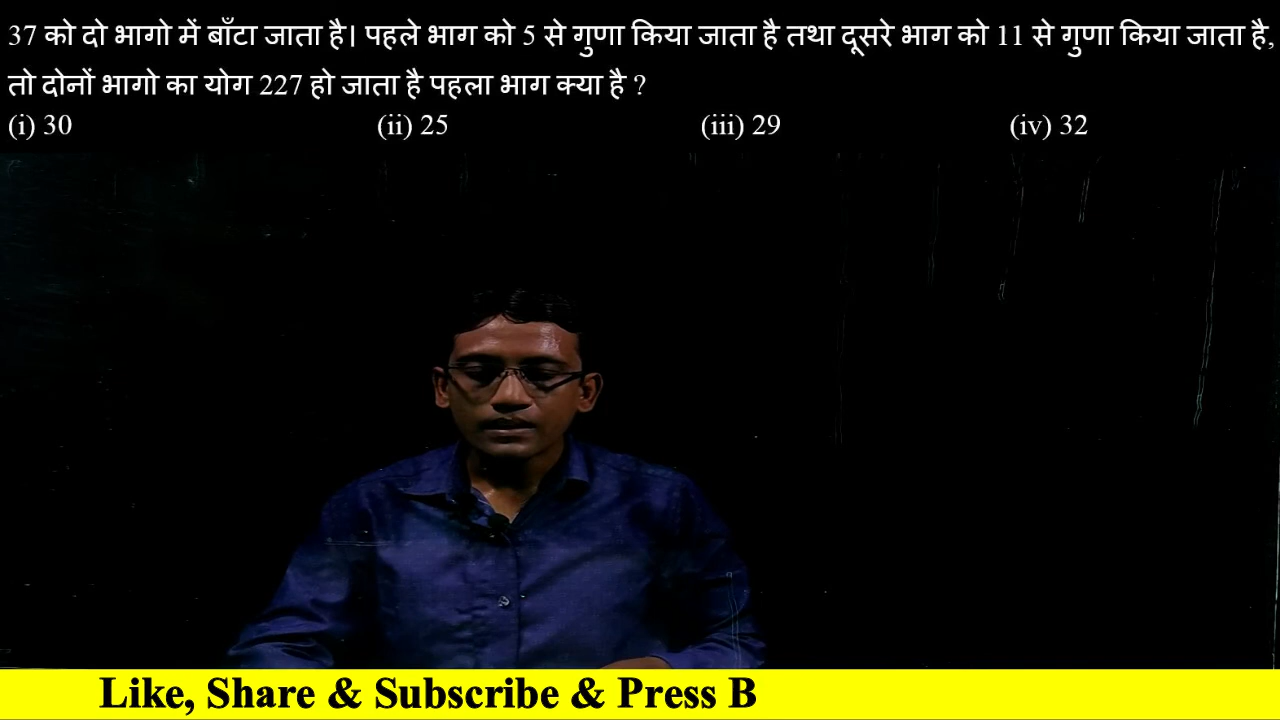 37 को दो भागो में बाँटा जाता है। पहले भाग को 5 से गुणा किया जाता है तथा दूसरे भाग को 11 से गुणा किया जाता है,
तो दोनों भागो का योग 227 हो जाता है पहला भाग क्या है ?
(i) 30 (ii) 25 (iii) 29 (iv) 32
Like, Share & Subscribe & Press B